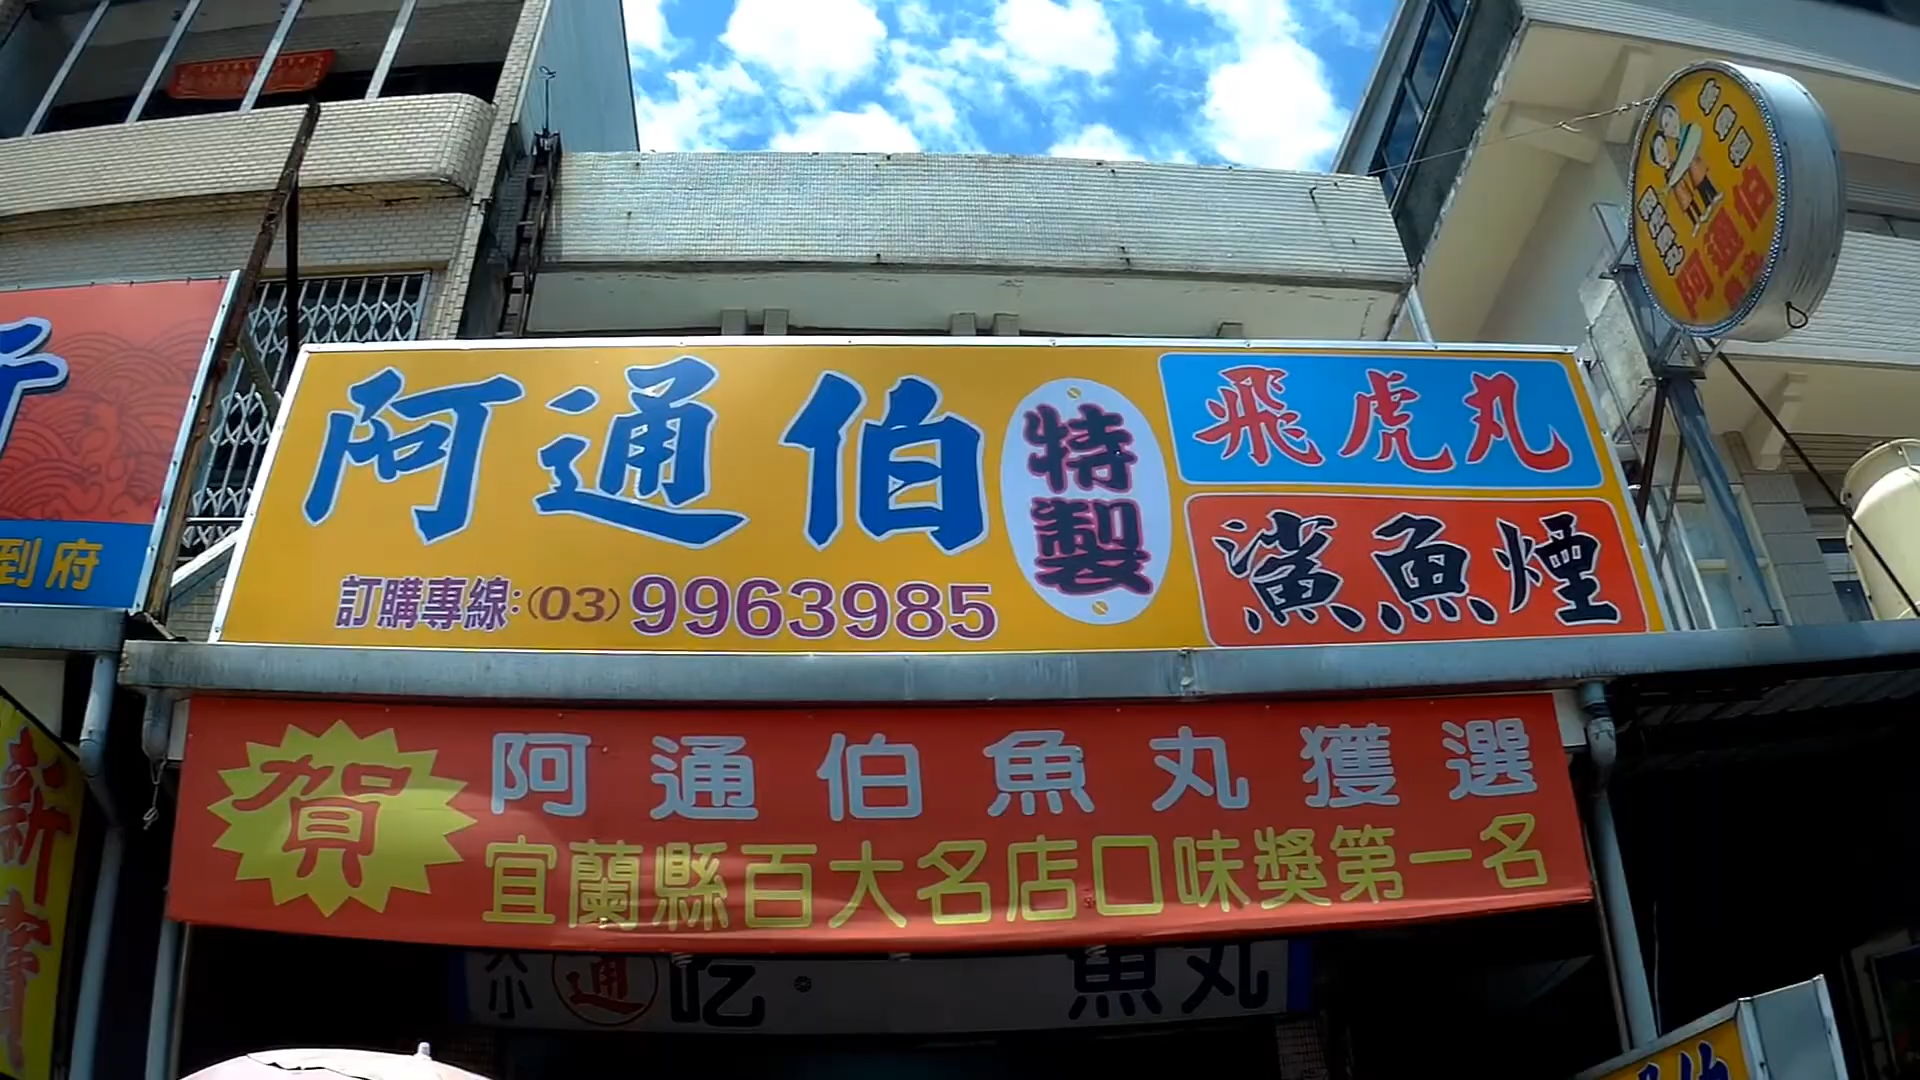 阿通伯
特製
飛虎丸
鯊魚煙
訂購專線:(03)9963985
賀
阿通伯魚丸獲選
宜蘭縣百大名店口味獎第一名
小
通
吃
魚丸
到府
阿通伯